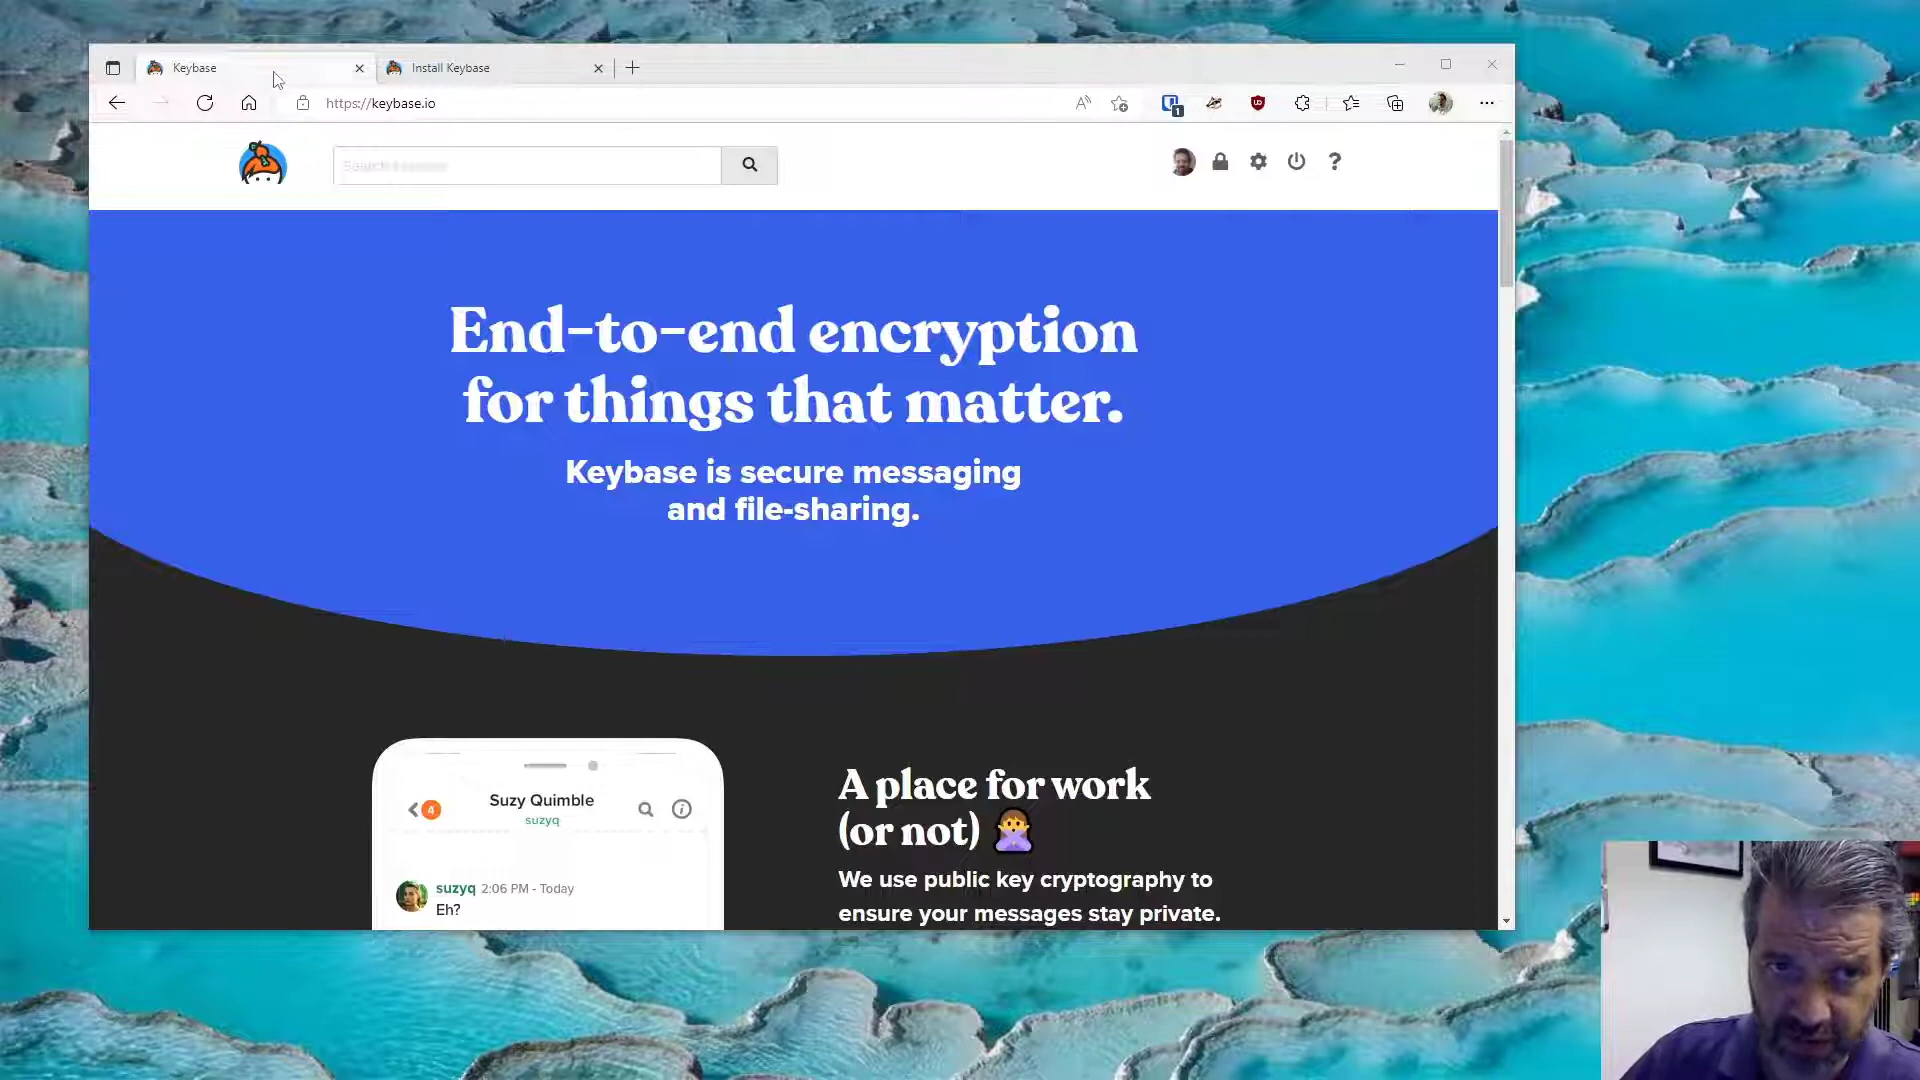 Keybase
Install Keybase
https://keybase.io
1
End-to-end encryption
for things that matter.
Keybase is secure messaging
and file-sharing.
4
Suzy Quimble
suzyq
suzyq 2:06 PM - Today
Eh?
A place for work
(or not)
We use public key cryptography to
ensure your messages stay private.